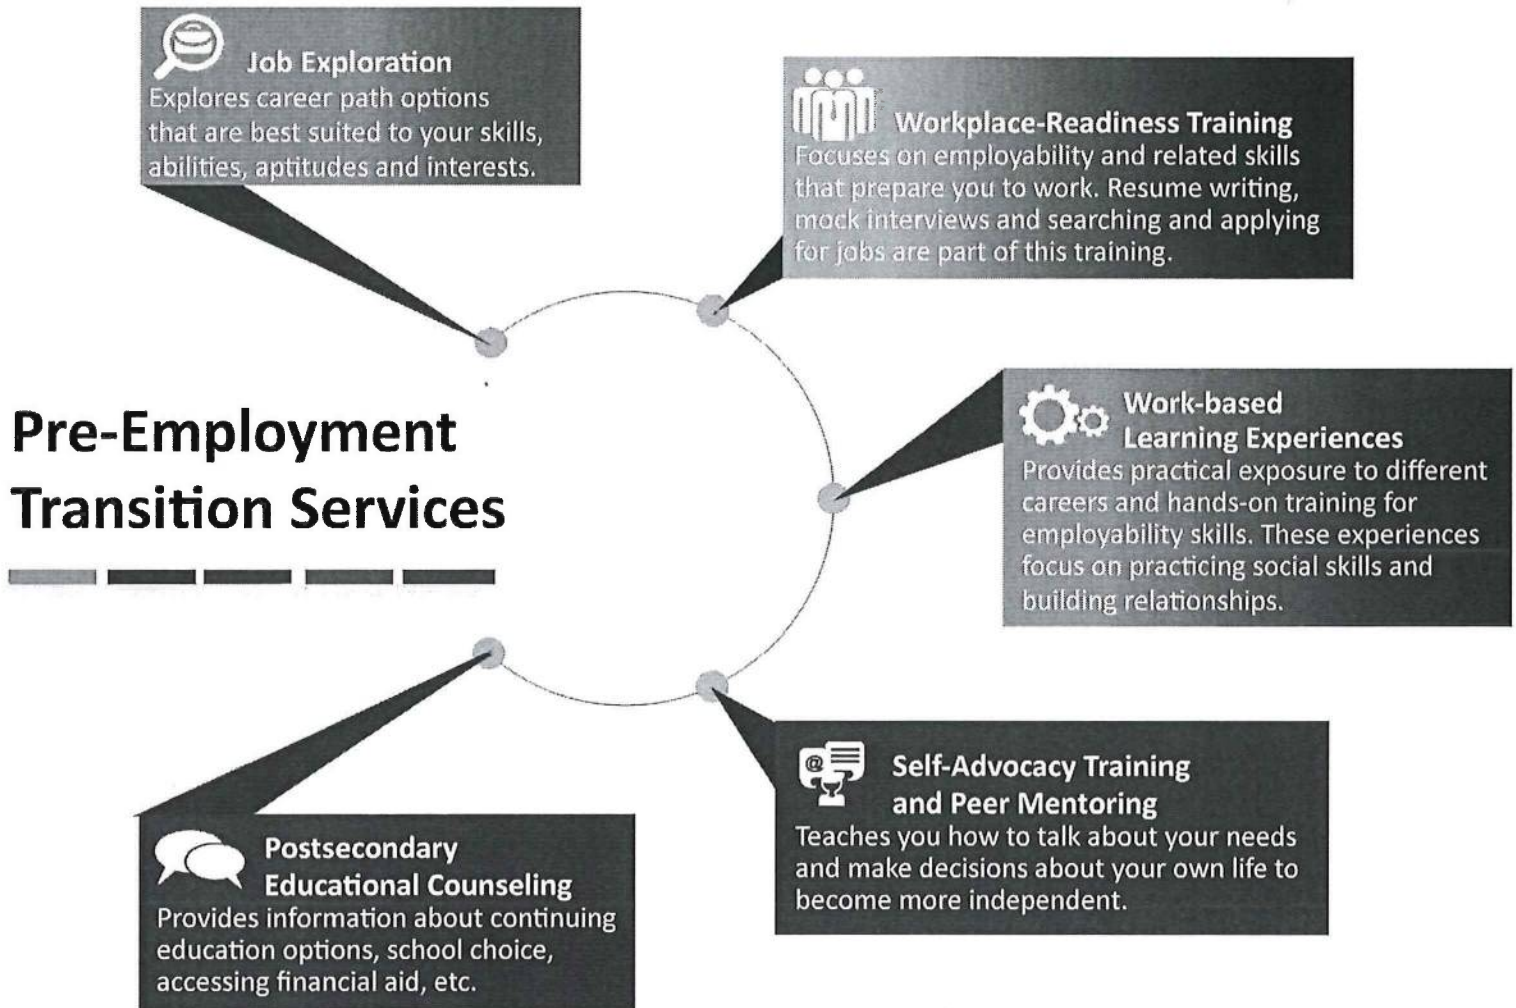 Pre-Employment
Transition Services
Job Exploration
Explores career path options
that are best suited to your skills,
abilities, aptitudes and interests.
Workplace-Readiness Training
Focuses on employability and related skills
that prepare you to work. Resume writing,
mock interviews and searching and applying
for jobs are part of this training.
Work-based
Learning Experiences
Provides practical exposure to different
careers and hands-on training for
employability skills. These experiences
focus on practicing social skills and
building relationships.
@
Self-Advocacy Training
and Peer Mentoring
Teaches you how to talk about your needs
and make decisions about your own life to
become more independent.
Postsecondary
Educational Counseling
Provides information about continuing
education options, school choice,
accessing financial aid, etc.